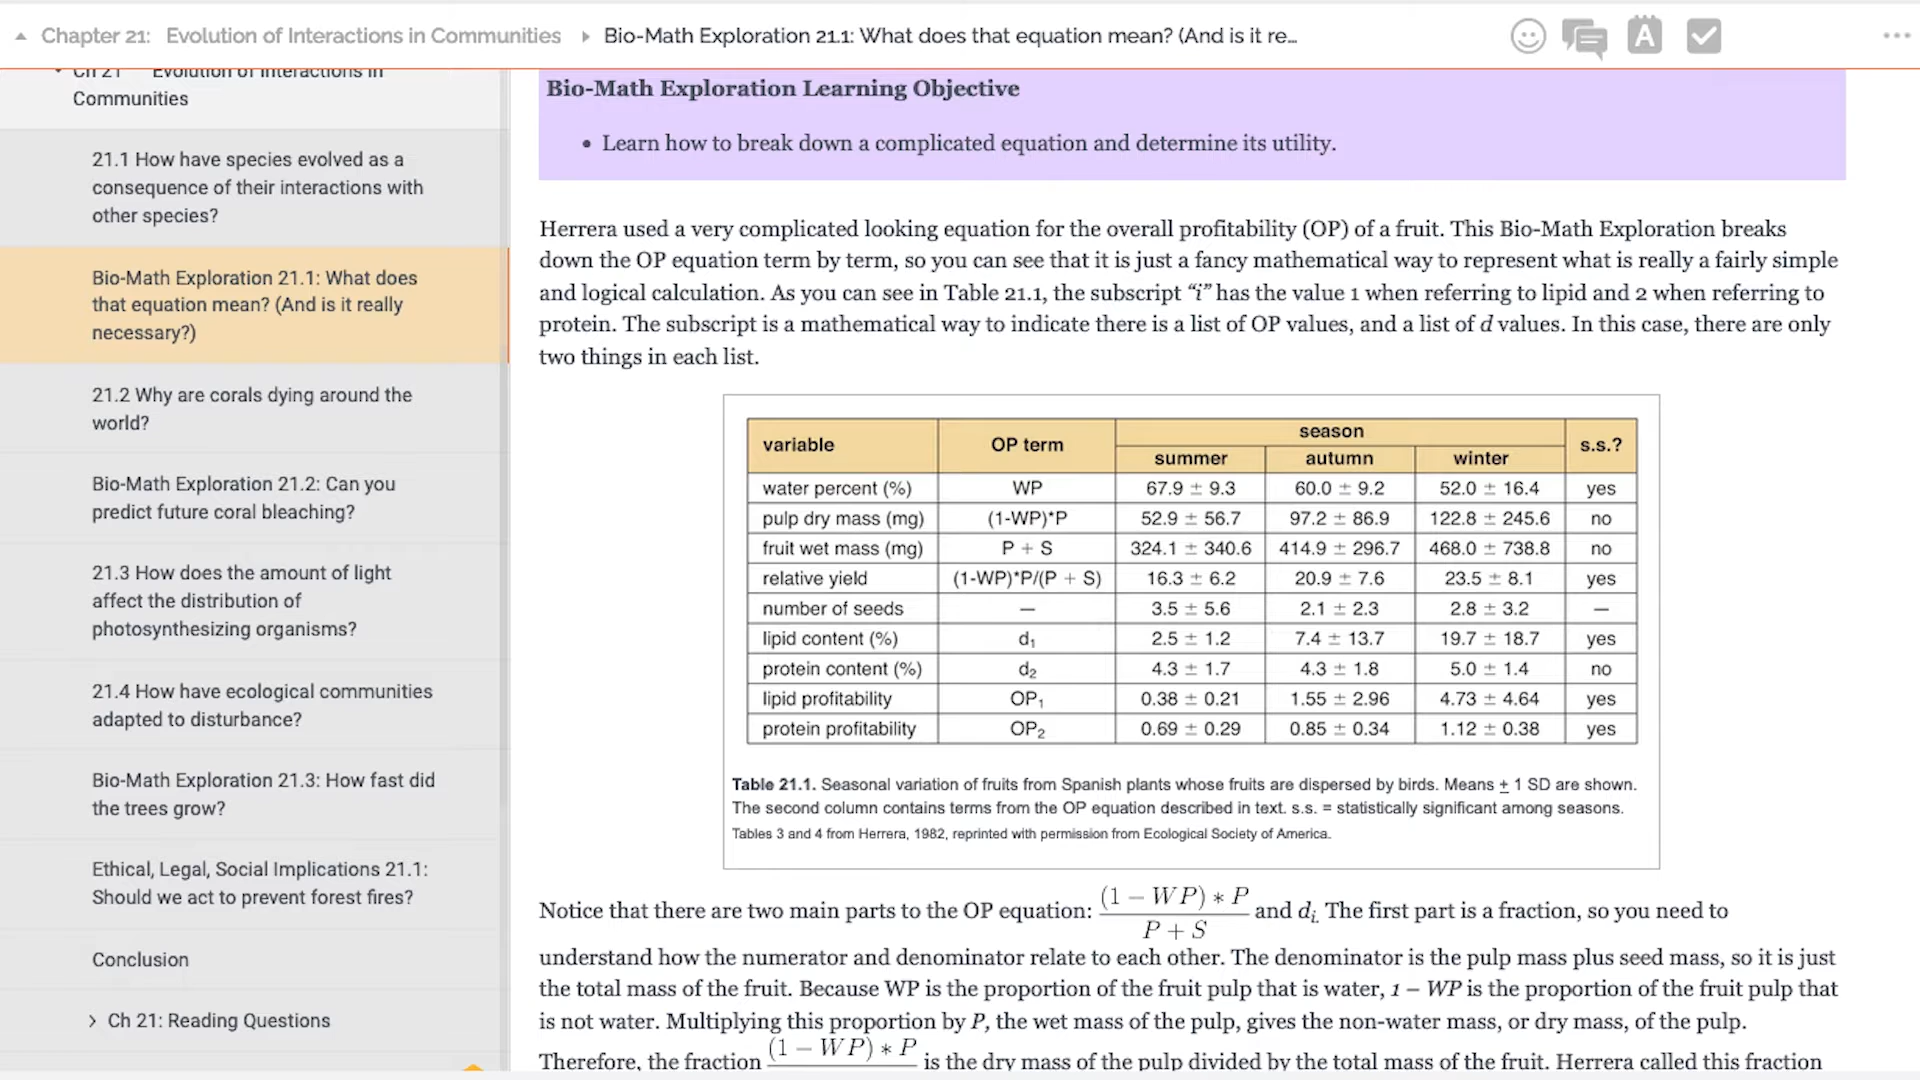 Chapter 21: Evolution of Interactions in Communities Bio-Math Exploration 21.1: What does that equation mean? (And is it re...
A
Ch 21 Evolution of Interactions in
Communities
21.1 How have species evolved as a
consequence of their interactions with
other species?
Bio-Math Exploration 21.1: What does
that equation mean? (And is it really
necessary?)
21.2 Why are corals dying around the
world?
Bio-Math Exploration 21.2: Can you
predict future coral bleaching?
21.3 How does the amount of light
affect the distribution of
photosynthesizing organisms?
21.4 How have ecological communities
adapted to disturbance?
Bio-Math Exploration 21.3: How fast did
the trees grow?
Ethical, Legal, Social Implications 21.1:
Should we act to prevent forest fires?
Conclusion
Ch 21: Reading Questions
Bio-Math Exploration Learning Objective
• Learn how to break down a complicated equation and determine its utility.
Herrera used a very complicated looking equation for the overall profitability (OP) of a fruit. This Bio-Math Exploration breaks
down the OP equation term by term, so you can see that it is just a fancy mathematical way to represent what is really a fairly simple
and logical calculation. As you can see in Table 21.1, the subscript “i” has the value 1 when referring to lipid and 2 when referring to
protein. The subscript is a mathematical way to indicate there is a list of OP values, and a list of d values. In this case, there are only
two things in each list.
variable OP term season s.s.?
summer autumn winter
water percent (%) WP 67.9 ± 9.3 60.0 ± 9.2 52.0 ± 16.4 yes
pulp dry mass (mg) (1-WP)*P 52.9 ± 56.7 97.2 ± 86.9 122.8 ± 245.6 no
fruit wet mass (mg) P + S 324.1 ± 340.6 414.9 ± 296.7 468.0 ± 738.8 no
relative yield (1-WP)*P/(P + S) 16.3 ± 6.2 20.9 ± 7.6 23.5 ± 8.1 yes
number of seeds — 3.5 ± 5.6 2.1 ± 2.3 2.8 ± 3.2 —
lipid content (%) d₁ 2.5 ± 1.2 7.4 ± 13.7 19.7 ± 18.7 yes
protein content (%) d₂ 4.3 ± 1.7 4.3 ± 1.8 5.0 ± 1.4 no
lipid profitability OP₁ 0.38 ± 0.21 1.55 ± 2.96 4.73 ± 4.64 yes
protein profitability OP₂ 0.69 ± 0.29 0.85 ± 0.34 1.12 ± 0.38 yes
Table 21.1. Seasonal variation of fruits from Spanish plants whose fruits are dispersed by birds. Means ± 1 SD are shown.
The second column contains terms from the OP equation described in text. s.s. = statistically significant among seasons.
Tables 3 and 4 from Herrera, 1982, reprinted with permission from Ecological Society of America.
Notice that there are two main parts to the OP equation: (1 − WP) ∗ P / P + S and dᵢ. The first part is a fraction, so you need to
understand how the numerator and denominator relate to each other. The denominator is the pulp mass plus seed mass, so it is just
the total mass of the fruit. Because WP is the proportion of the fruit pulp that is water, 1 – WP is the proportion of the fruit pulp that
is not water. Multiplying this proportion by P, the wet mass of the pulp, gives the non-water mass, or dry mass, of the pulp.
Therefore, the fraction (1 − WP) ∗ P is the dry mass of the pulp divided by the total mass of the fruit. Herrera called this fraction